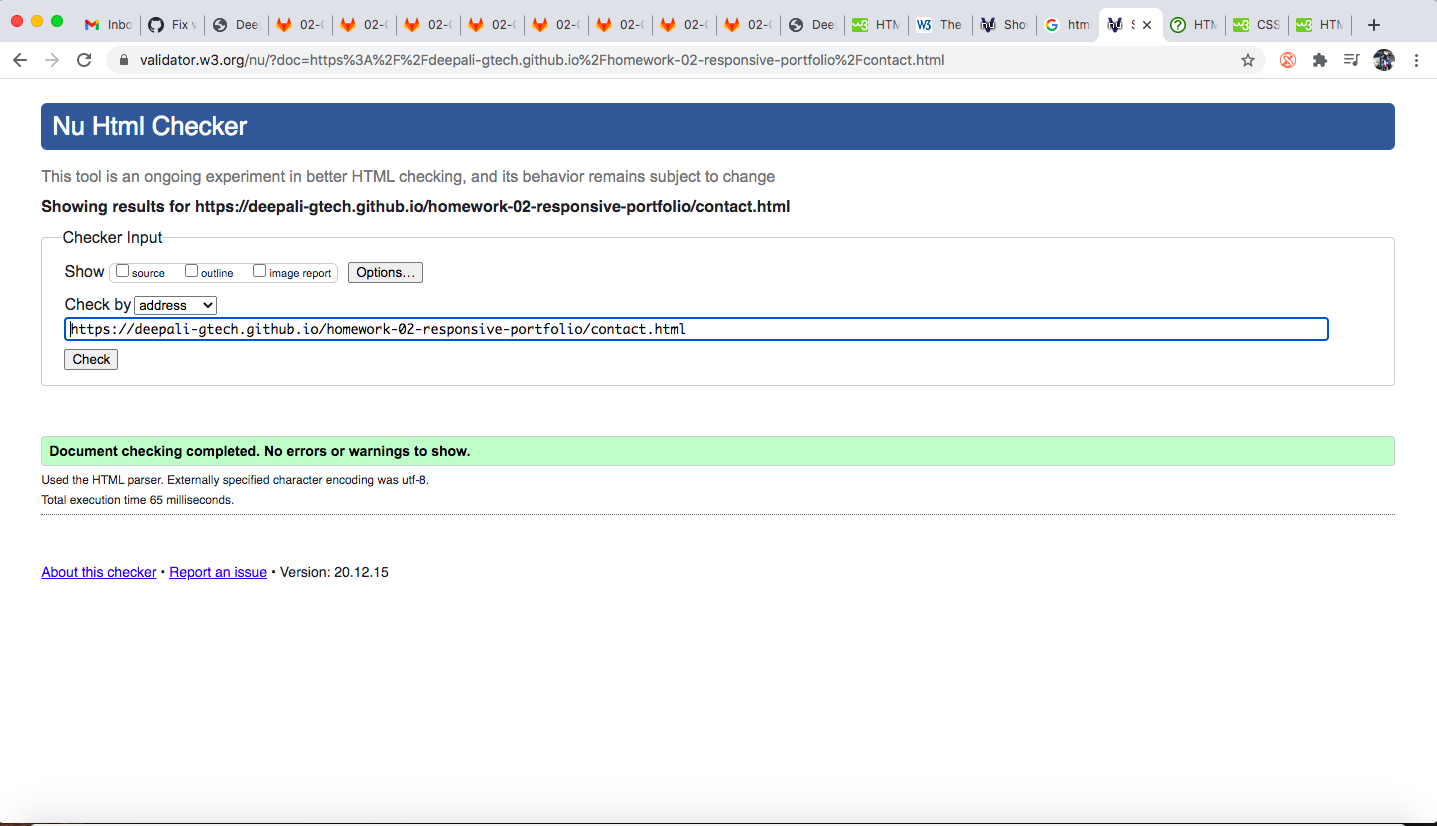 Inbo Fix v Dee 02-( 02-( 02-( 02-( 02-( 02-( 02-( 02-( Dee HTM The Sho htm S HTM CSS HTM
validator.w3.org/nu/?doc=https%3A%2F%2Fdeepali-gtech.github.io%2Fhomework-02-responsive-portfolio%2Fcontact.html
Nu Html Checker
This tool is an ongoing experiment in better HTML checking, and its behavior remains subject to change
Showing results for https://deepali-gtech.github.io/homework-02-responsive-portfolio/contact.html
Checker Input
Show source outline image report Options...
Check by address
https://deepali-gtech.github.io/homework-02-responsive-portfolio/contact.html
Check
Document checking completed. No errors or warnings to show.
Used the HTML parser. Externally specified character encoding was utf-8.
Total execution time 65 milliseconds.
About this checker • Report an issue • Version: 20.12.15